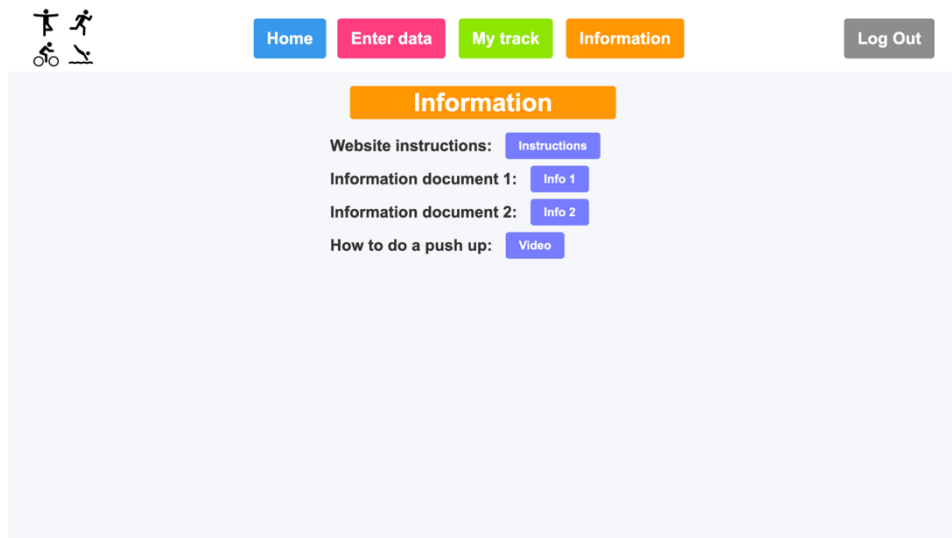 Home Enter data My track Information Log Out
Information
Website instructions: Instructions
Information document 1: Info 1
Information document 2: Info 2
How to do a push up: Video